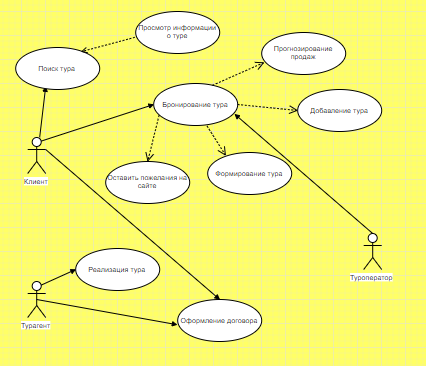 Просмотр информации
о туре
Прогнозирование
продаж
Поиск тура
Бронирование тура
Добавление тура
Клиент
Оставить пожелания на
сайте
Формирование тура
Реализация тура
Туроператор
Турагент
Оформление договора